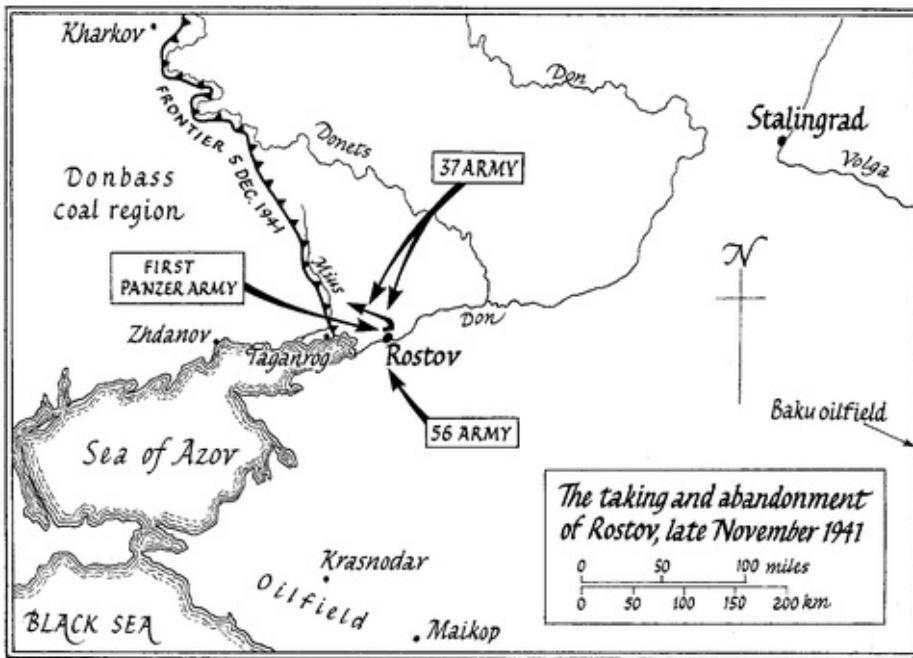 Kharkov
Don
Stalingrad
Volga
FRONTIER 5 DEC. 1941
Donets
37 ARMY
Donbass
coal region
N
FIRST
PANZER ARMY
Mius
Don
Zhdanov
Taganrog
Rostov
Baku oilfield
56 ARMY
Sea of Azov
The taking and abandonment
of Rostov, late November 1941
0 50 100 miles
0 50 100 150 200 km
Krasnodar
Oilfield
BLACK SEA
Maikop